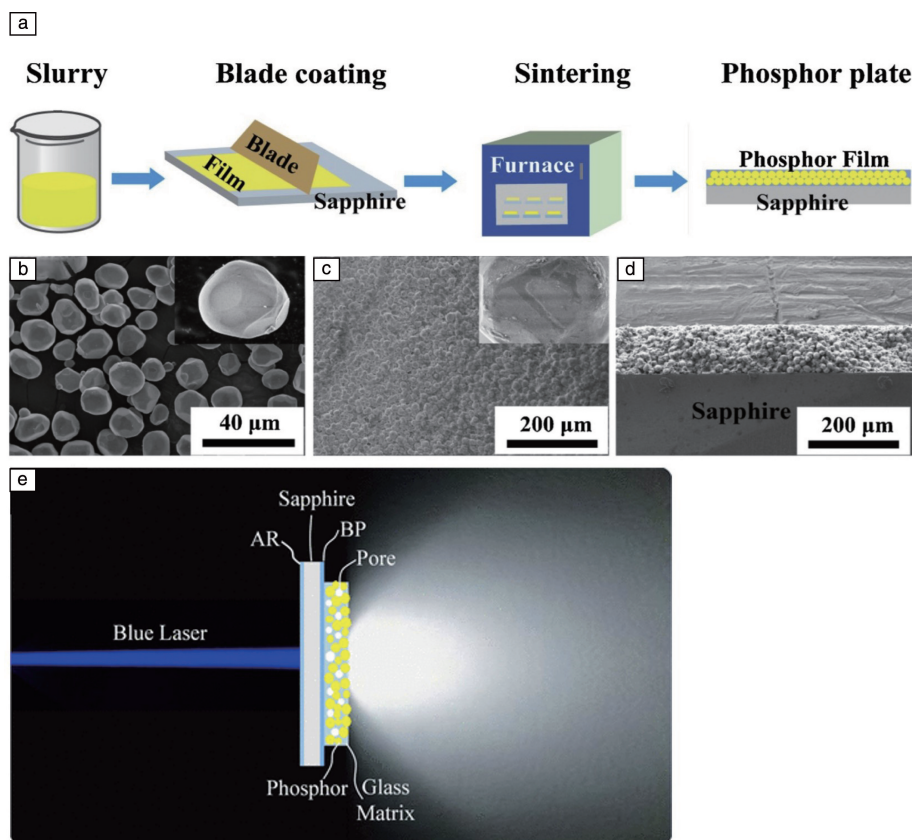 a
Slurry
Blade coating
Sintering
Phosphor plate
Blade
Film
Sapphire
Furnace
Phosphor Film
Sapphire
b
40 μm
c
200 μm
d
Sapphire
200 μm
e
Sapphire
AR
BP
Pore
Blue Laser
Phosphor
Glass
Matrix